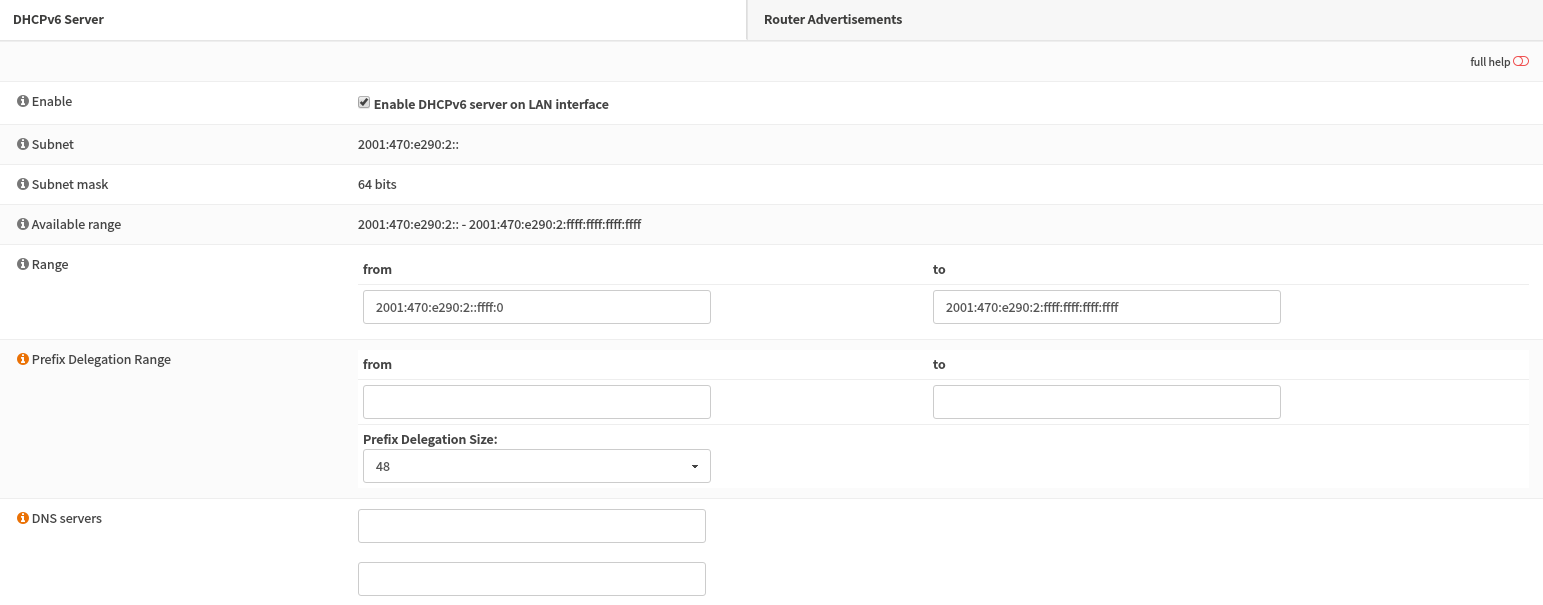 DHCPv6 Server
Router Advertisements
full help
Enable
Enable DHCPv6 server on LAN interface
Subnet
2001:470:e290:2::
Subnet mask
64 bits
Available range
2001:470:e290:2:: - 2001:470:e290:2:ffff:ffff:ffff:ffff
Range
from
to
2001:470:e290:2::ffff:0
2001:470:e290:2:ffff:ffff:ffff:ffff
Prefix Delegation Range
from
to
Prefix Delegation Size:
48
DNS servers